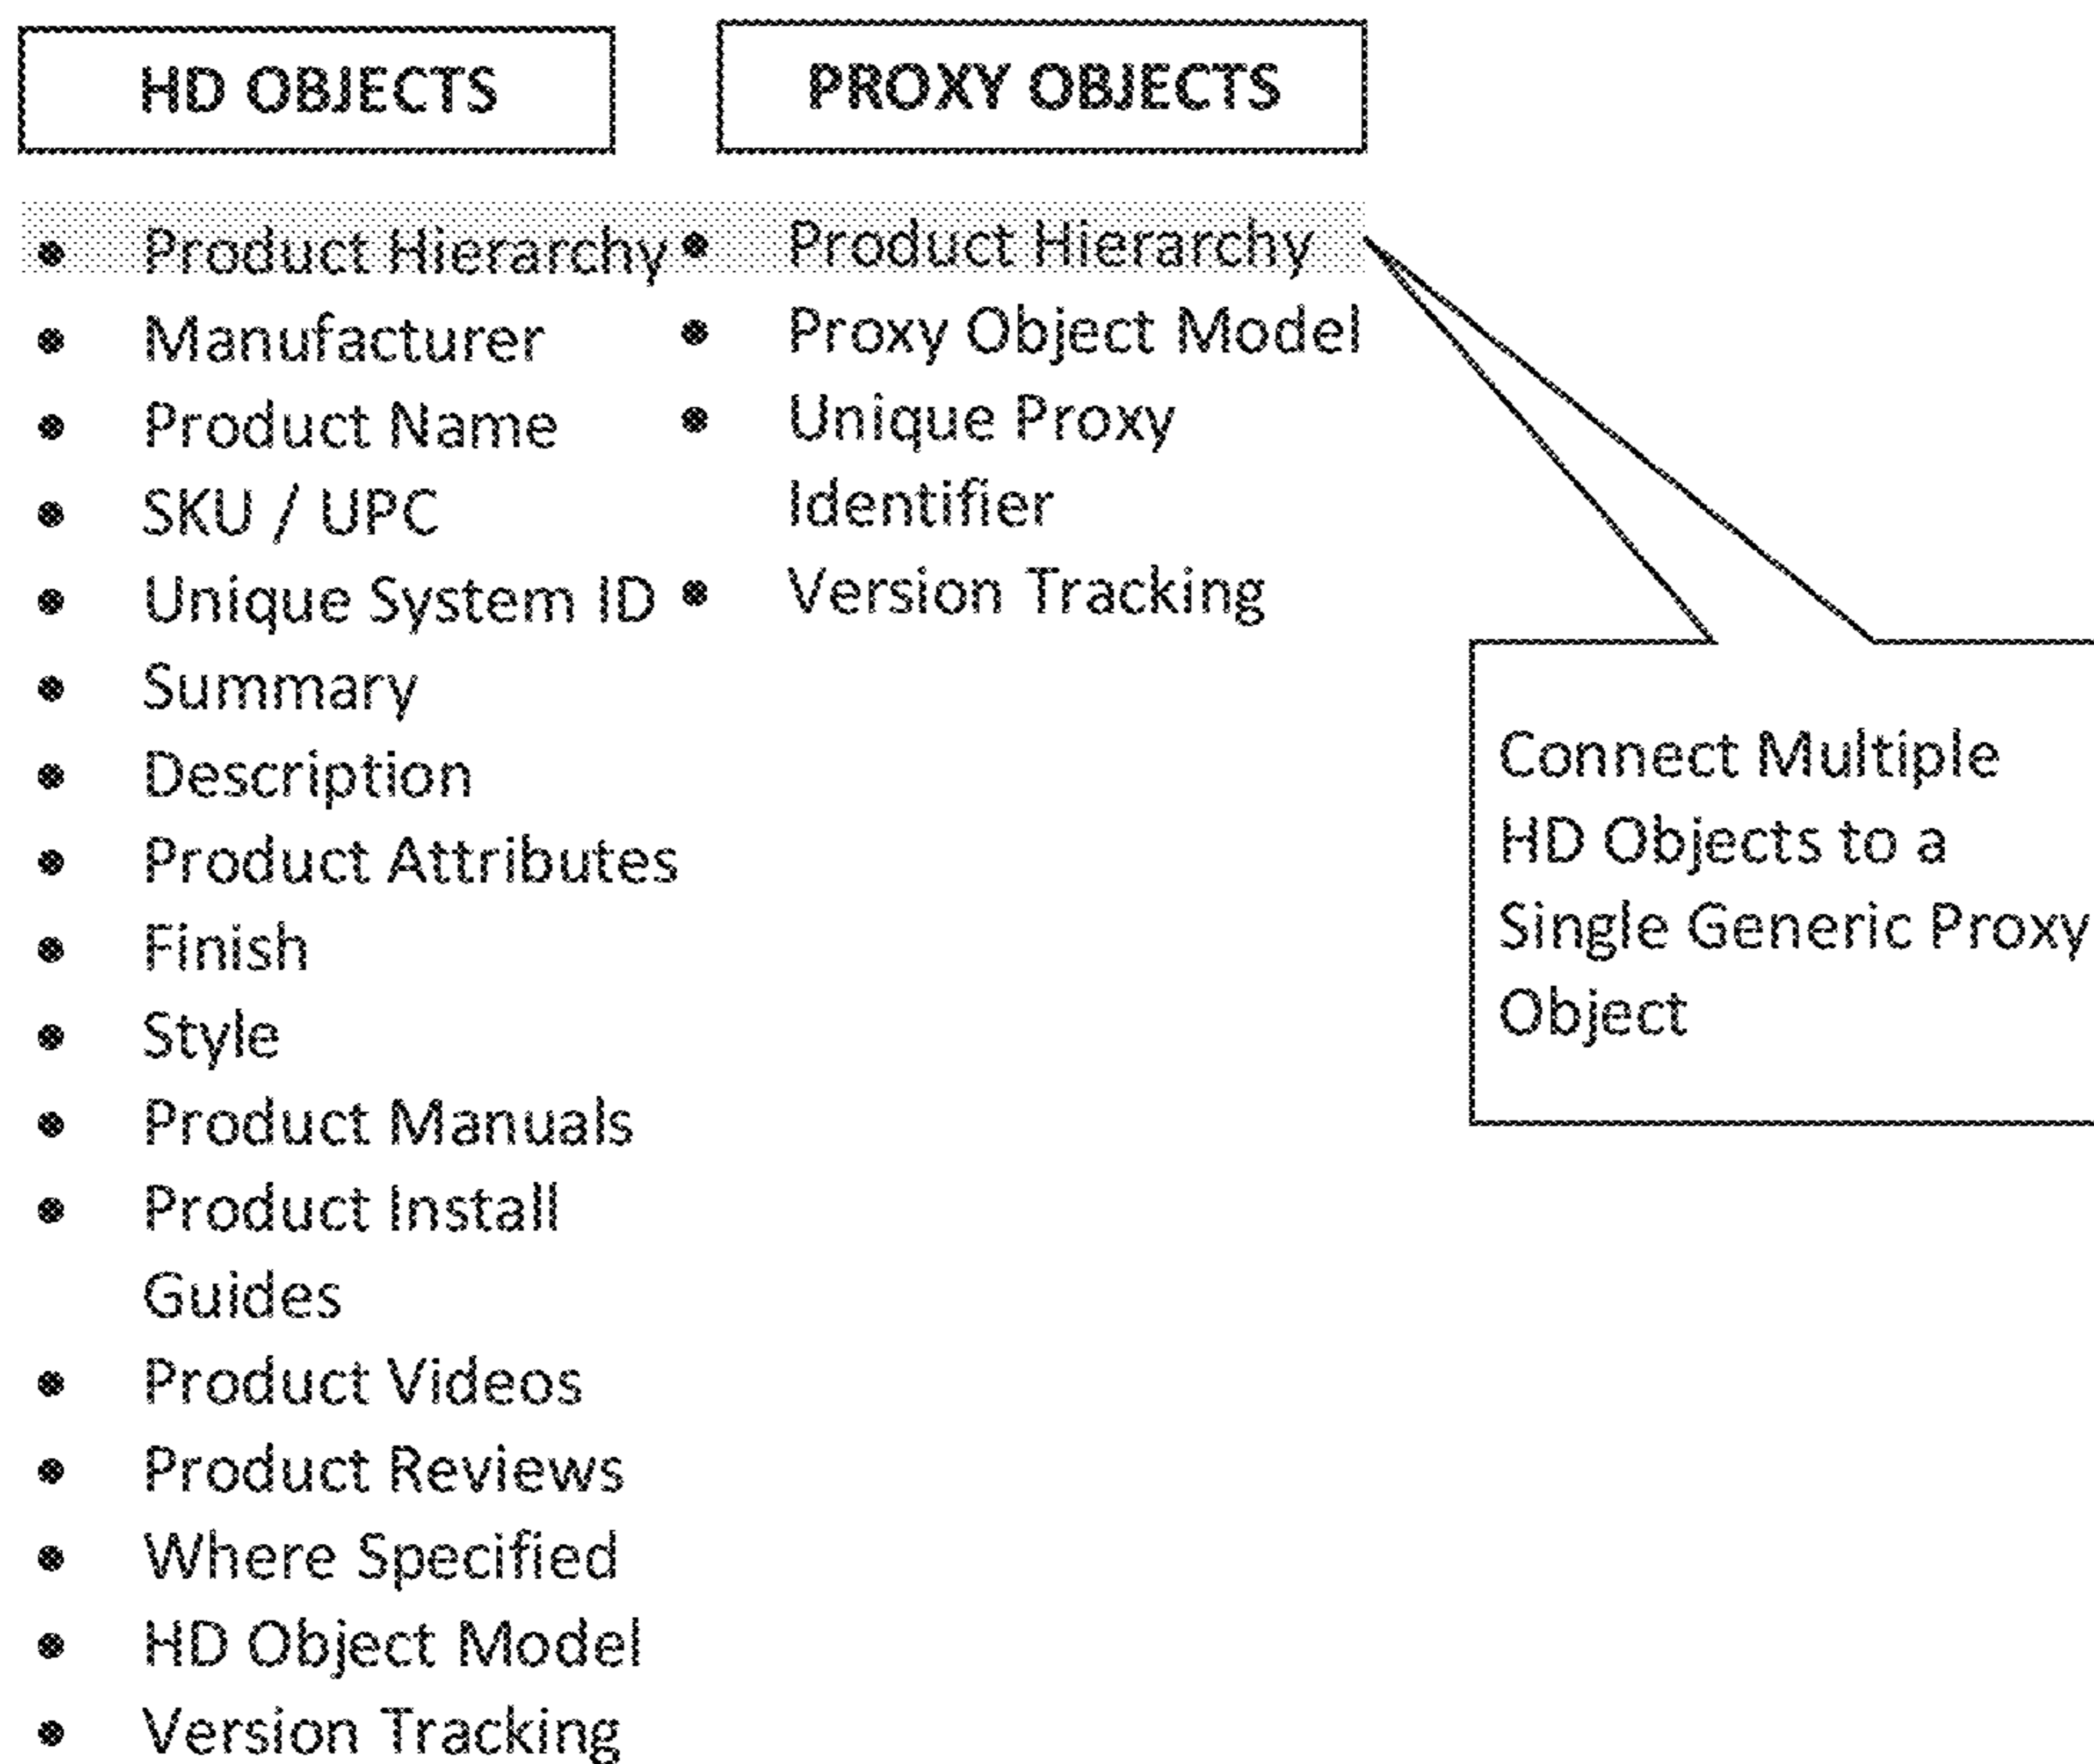 HD OBJECTS
• Product Hierarchy
• Manufacturer
• Product Name
• SKU / UPC
• Unique System ID
• Summary
• Description
• Product Attributes
• Finish
• Style
• Product Manuals
• Product Install
Guides
• Product Videos
• Product Reviews
• Where Specified
• HD Object Model
• Version Tracking
PROXY OBJECTS
• Product Hierarchy
• Proxy Object Model
• Unique Proxy
Identifier
• Version Tracking
Connect Multiple
HD Objects to a
Single Generic Proxy
Object